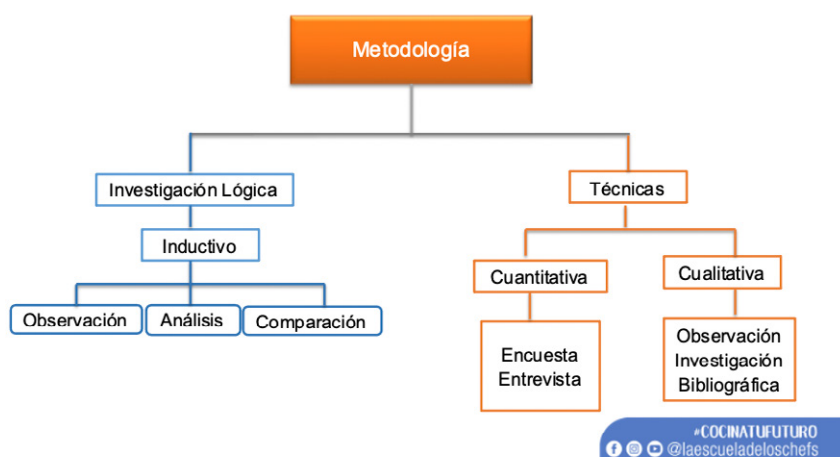 Metodología
Investigación Lógica
Técnicas
Inductivo
Cuantitativa
Cualitativa
Observación
Análisis
Comparación
Encuesta
Entrevista
Observación
Investigación
Bibliográfica
#COCINATUFUTURO
@laescueladeloschefs